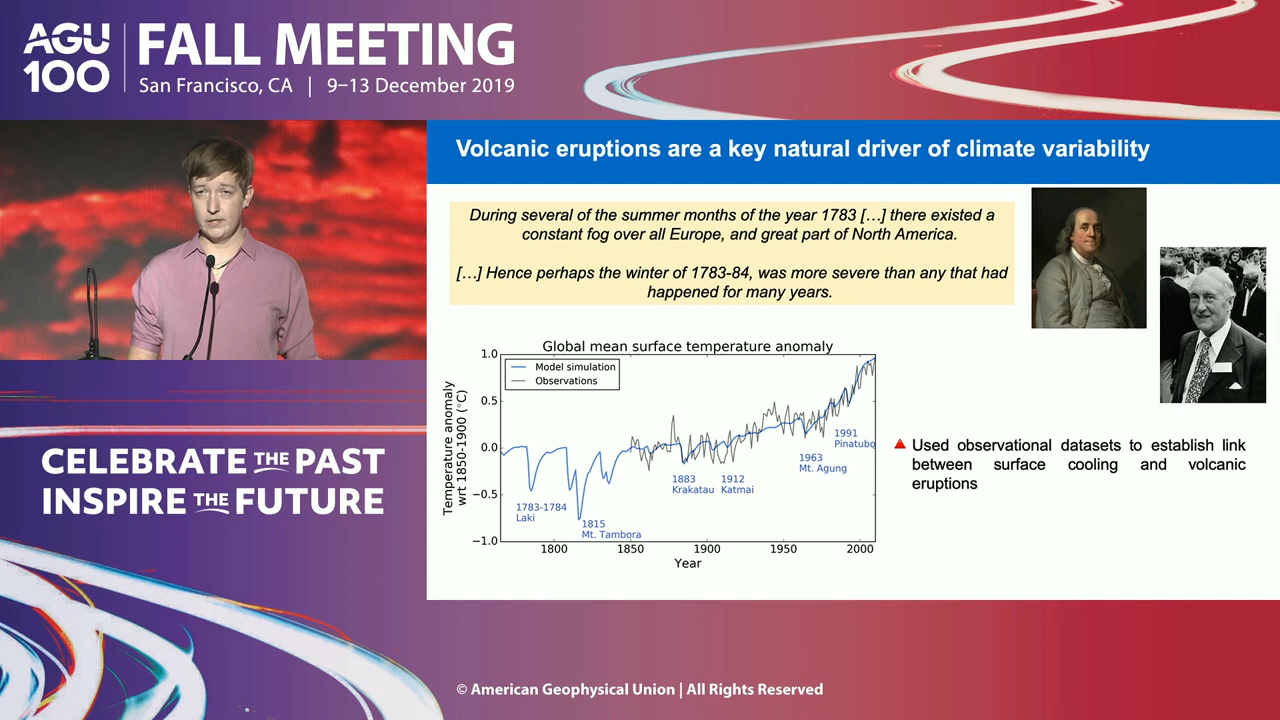 AGU
100
FALL MEETING
San Francisco, CA | 9–13 December 2019
Volcanic eruptions are a key natural driver of climate variability
During several of the summer months of the year 1783 […] there existed a
constant fog over all Europe, and great part of North America.
[…] Hence perhaps the winter of 1783-84, was more severe than any that had
happened for many years.
Global mean surface temperature anomaly
Model simulation
Observations
Temperature anomaly
wrt 1850-1900 (°C)
1.0
0.5
0.0
−0.5
−1.0
1783-1784
Laki
1815
Mt. Tambora
1883
Krakatau
1912
Katmai
1963
Mt. Agung
1991
Pinatubo
1800
1850
1900
1950
2000
Year
Used observational datasets to establish link
between surface cooling and volcanic
eruptions
CELEBRATE THE PAST
INSPIRE THE FUTURE
© American Geophysical Union | All Rights Reserved